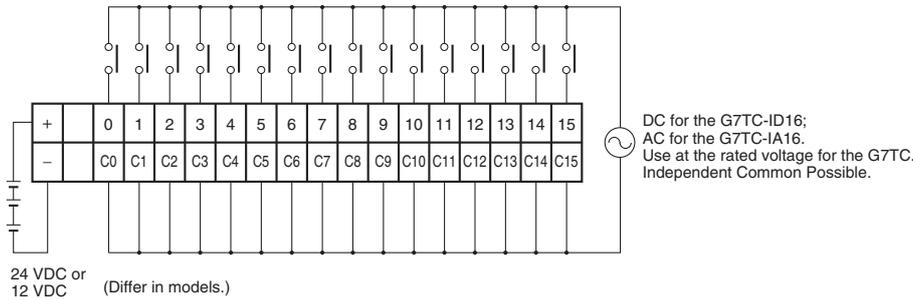 + 0 1 2 3 4 5 6 7 8 9 10 11 12 13 14 15
− C0 C1 C2 C3 C4 C5 C6 C7 C8 C9 C10 C11 C12 C13 C14 C15
DC for the G7TC-ID16;
AC for the G7TC-IA16.
Use at the rated voltage for the G7TC.
Independent Common Possible.
24 VDC or
12 VDC
(Differ in models.)